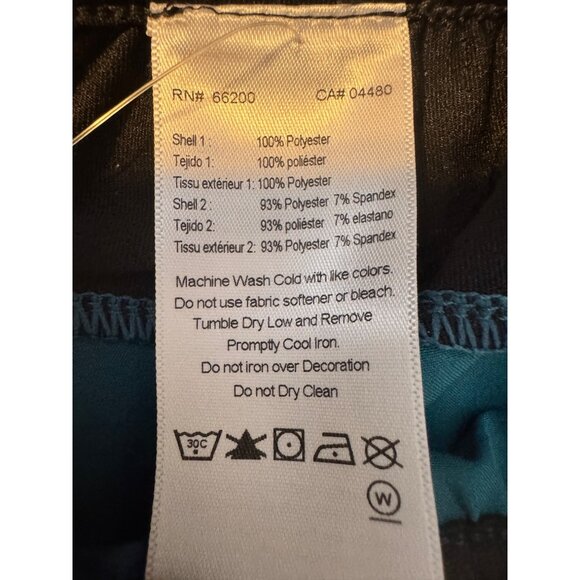 RN# 66200 CA# 04480
Shell 1 : 100% Polyester
Tejido 1: 100% poliéster
Tissu extérieur 1: 100% Polyester
Shell 2 : 93% Polyester 7% Spandex
Tejido 2: 93% poliéster 7% elastano
Tissu extérieur 2: 93% Polyester 7% Spandex
Machine Wash Cold with like colors.
Do not use fabric softener or bleach.
Tumble Dry Low and Remove
Promptly Cool Iron.
Do not iron over Decoration
Do not Dry Clean
30C
W